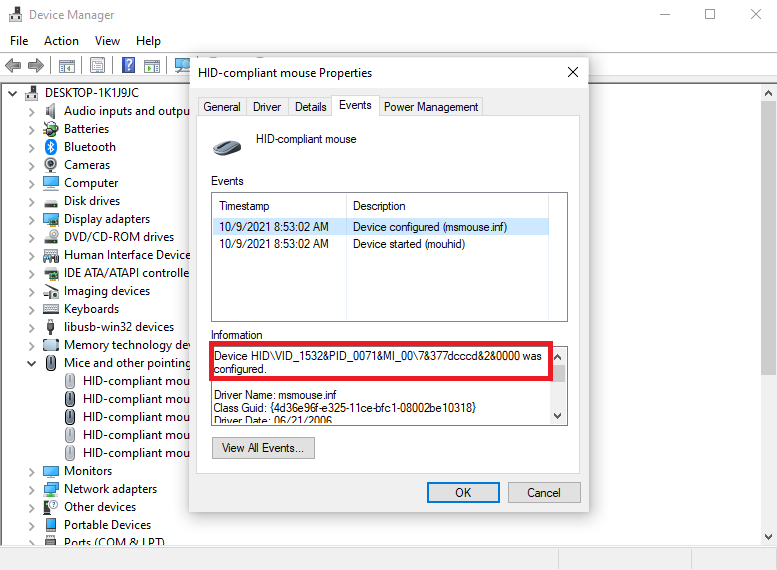 Device Manager
File Action View Help
DESKTOP-1K1J9JC
Audio inputs and outpu
Batteries
Bluetooth
Cameras
Computer
Disk drives
Display adapters
DVD/CD-ROM drives
Human Interface Device
IDE ATA/ATAPI controlle
Imaging devices
Keyboards
libusb-win32 devices
Memory technology dev
Mice and other pointing
HID-compliant mou
HID-compliant mou
HID-compliant mou
HID-compliant mou
HID-compliant mou
Monitors
Network adapters
Other devices
Portable Devices
Ports (COM & LPT)
HID-compliant mouse Properties
General Driver Details Events Power Management
HID-compliant mouse
Events
Timestamp Description
10/9/2021 8:53:02 AM Device configured (msmouse.inf)
10/9/2021 8:53:02 AM Device started (mouhid)
Information
Device HID\VID_1532&PID_0071&MI_00\7&377dcccd&2&0000 was
configured.
Driver Name: msmouse.inf
Class Guid: {4d36e96f-e325-11ce-bfc1-08002be10318}
Driver Date: 06/21/2006
View All Events...
OK Cancel